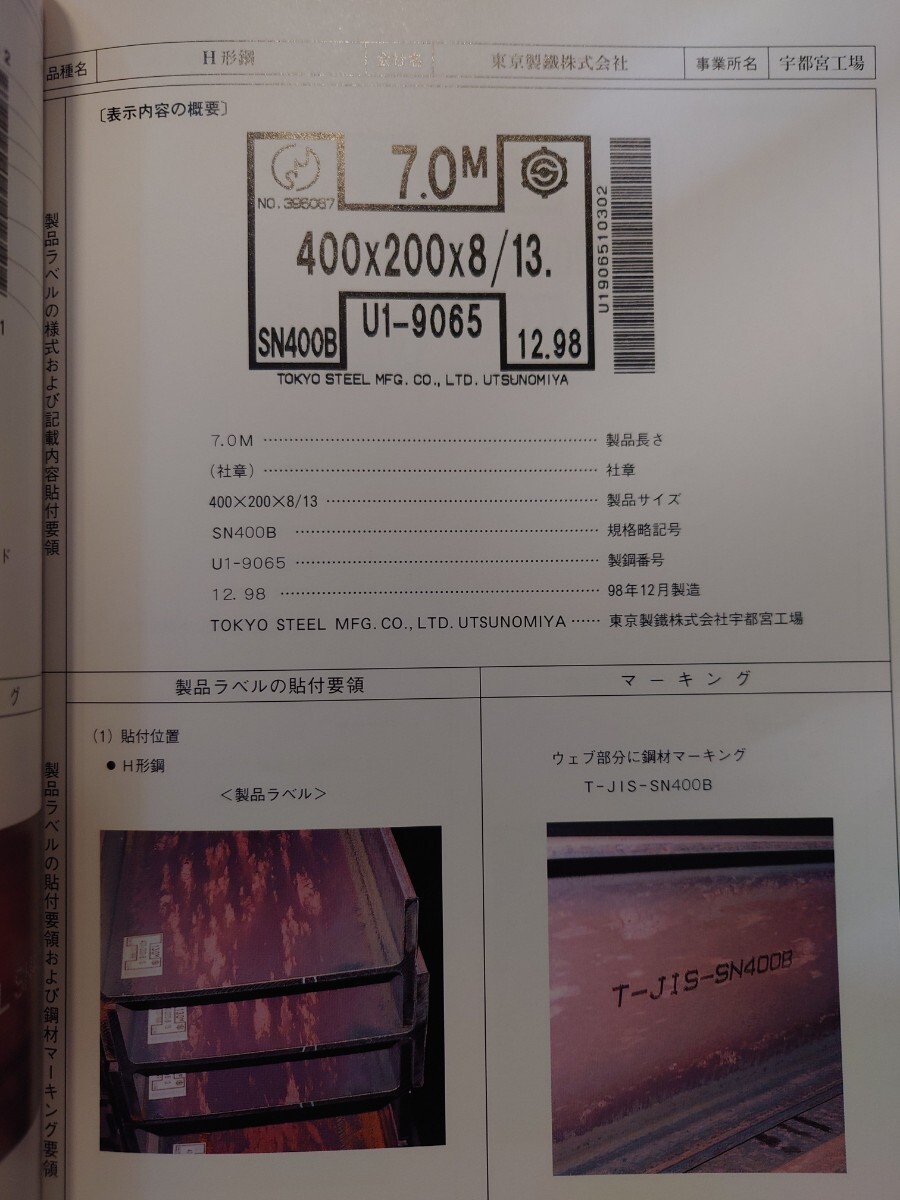 品種名
H形鋼
会社名
東京製鐵株式会社
事業所名
宇都宮工場
製品ラベルの様式および記載内容貼付要領
〔表示内容の概要〕
7.0M
NO.396087
400x200x8/13.
SN400B
U1-9065
12.98
U1906510302
TOKYO STEEL MFG. CO., LTD. UTSUNOMIYA
7.0M …… 製品長さ
(社章) …… 社章
400×200×8/13 …… 製品サイズ
SN400B …… 規格略記号
U1-9065 …… 製鋼番号
12. 98 …… 98年12月製造
TOKYO STEEL MFG. CO., LTD. UTSUNOMIYA …… 東京製鐵株式会社宇都宮工場
製品ラベルの貼付要領および鋼材マーキング要領
製品ラベルの貼付要領
(1) 貼付位置
● H形鋼
＜製品ラベル＞
マーキング
ウェブ部分に鋼材マーキング
T-JIS-SN400B
T-JIS-SN400B
2
1
ド
グ